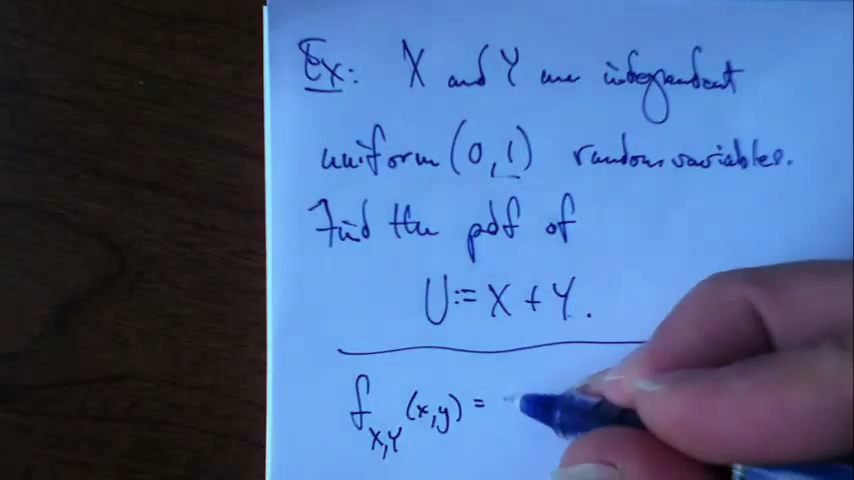 Ex: X and Y are independent
uniform (0,1) random variables.
Find the pdf of
U:= X + Y.
f_{X,Y}(x,y) =